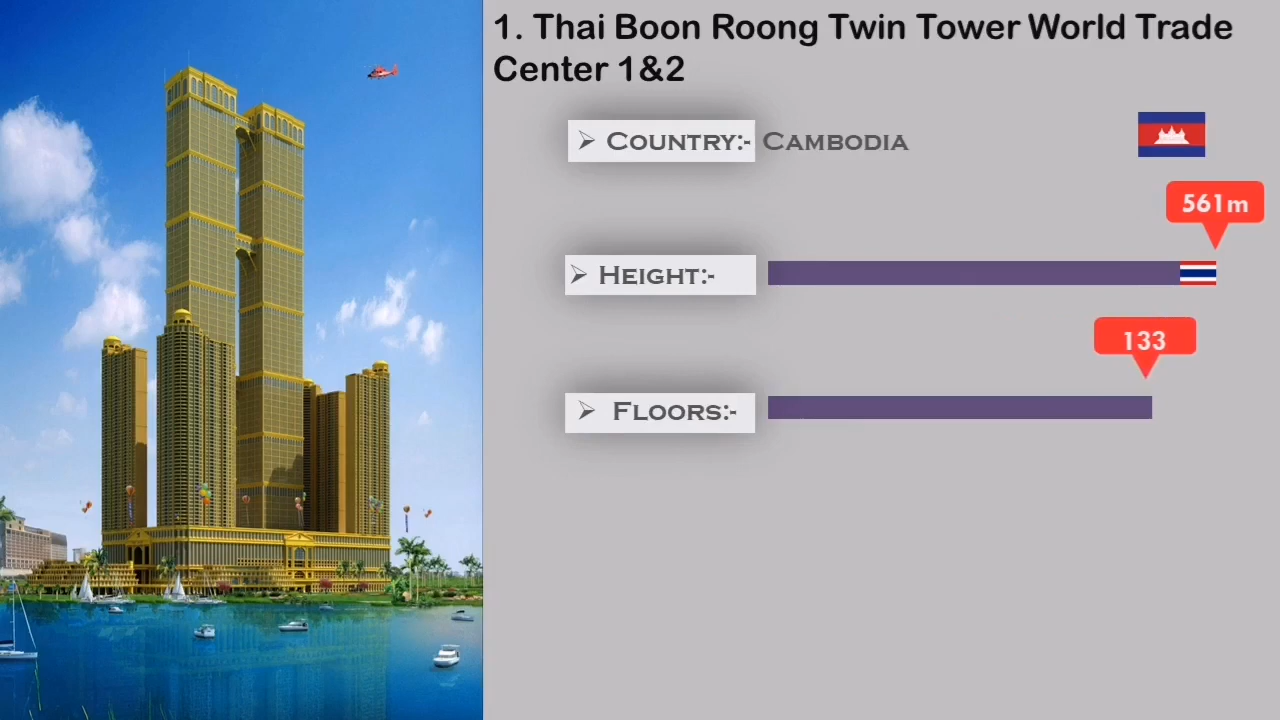 1. Thai Boon Roong Twin Tower World Trade
Center 1&2
➢ Country:- Cambodia
561m
➢ Height:-
133
➢ Floors:-